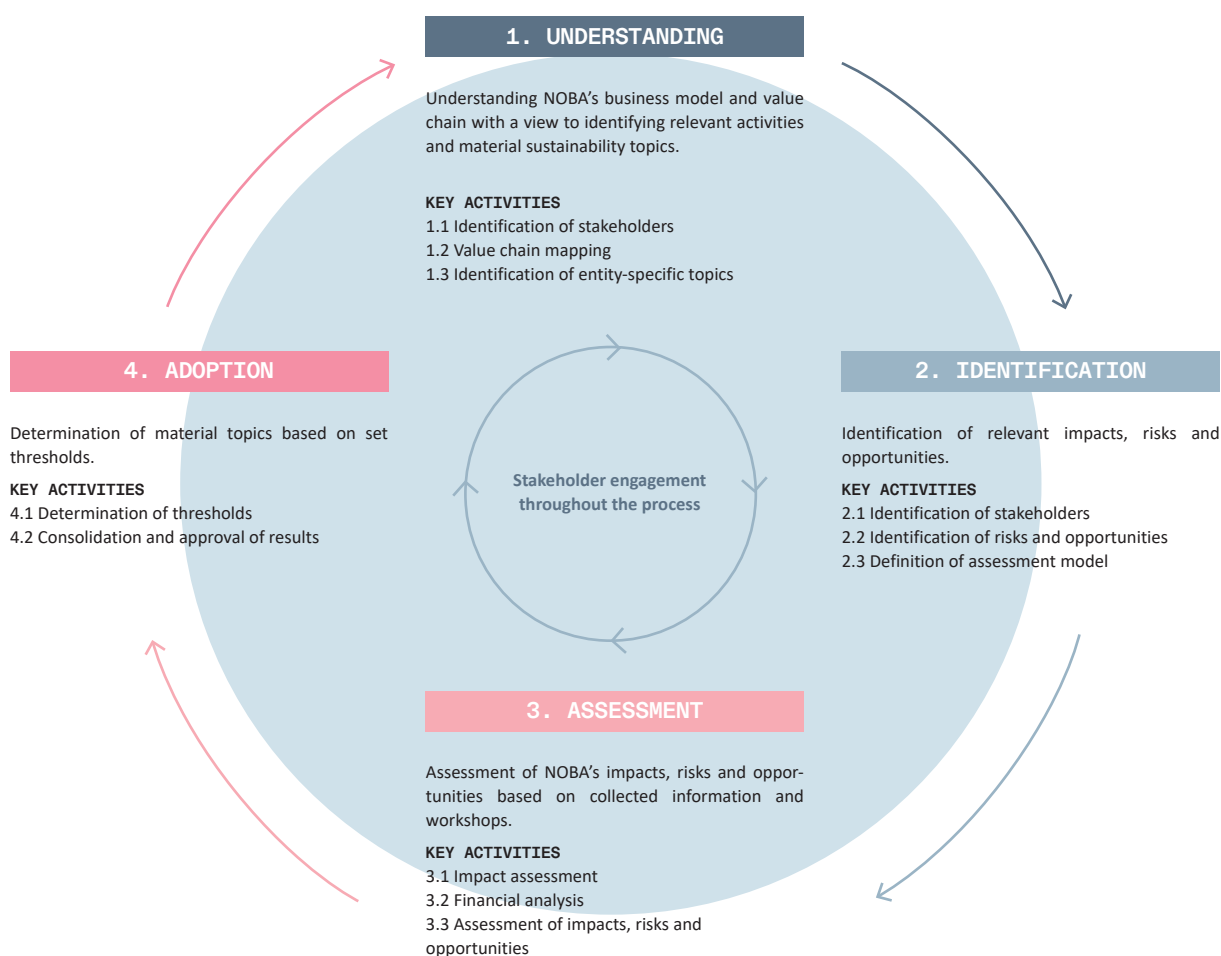 1. UNDERSTANDING
Understanding NOBA’s business model and value
chain with a view to identifying relevant activities
and material sustainability topics.
KEY ACTIVITIES
1.1 Identification of stakeholders
1.2 Value chain mapping
1.3 Identification of entity-specific topics
2. IDENTIFICATION
Identification of relevant impacts, risks and
opportunities.
KEY ACTIVITIES
2.1 Identification of stakeholders
2.2 Identification of risks and opportunities
2.3 Definition of assessment model
3. ASSESSMENT
Assessment of NOBA’s impacts, risks and oppor-
tunities based on collected information and
workshops.
KEY ACTIVITIES
3.1 Impact assessment
3.2 Financial analysis
3.3 Assessment of impacts, risks and
opportunities
4. ADOPTION
Determination of material topics based on set
thresholds.
KEY ACTIVITIES
4.1 Determination of thresholds
4.2 Consolidation and approval of results
Stakeholder engagement
throughout the process